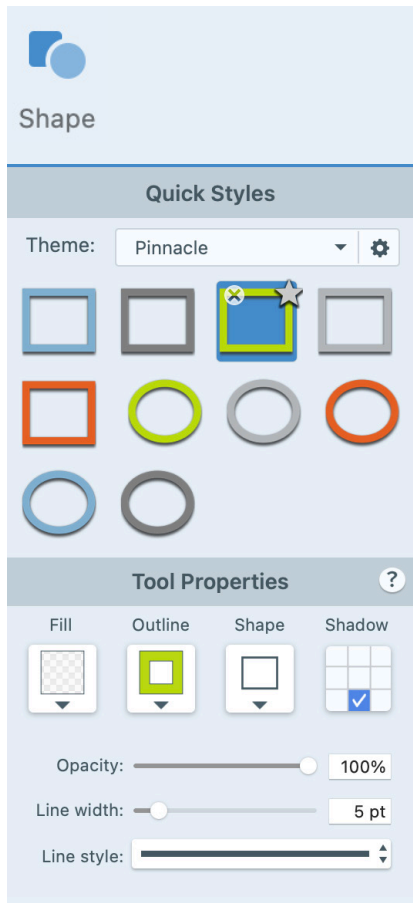 Shape
Quick Styles
Theme: Pinnacle
Tool Properties ?
Fill Outline Shape Shadow
Opacity: 100%
Line width: 5 pt
Line style: